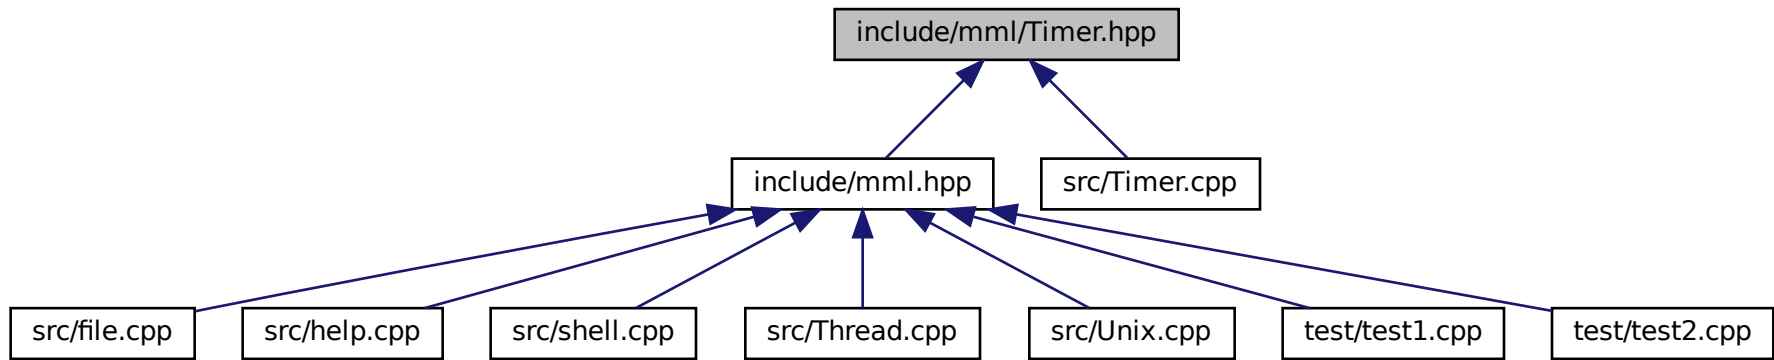 include/mml/Timer.hpp
include/mml.hpp
src/Timer.cpp
src/file.cpp
src/help.cpp
src/shell.cpp
src/Thread.cpp
src/Unix.cpp
test/test1.cpp
test/test2.cpp